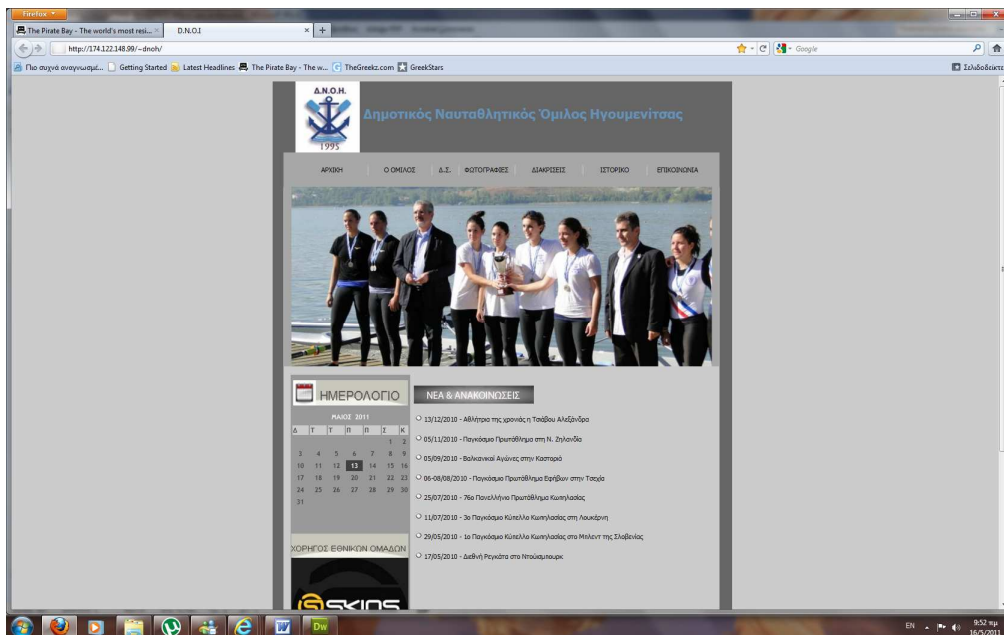 Firefox
The Pirate Bay - The world's most resi...
D.N.O.I
http://174.122.148.99/~dnoh/
Google
Πιο συχνά αναγνωσμέ...
Getting Started
Latest Headlines
The Pirate Bay - The w...
TheGreekz.com
GreekStars
Σελιδοδείκτε
Δ.Ν.Ο.Η.
1995
Δημοτικός Ναυταθλητικός Όμιλος Ηγουμενίτσας
ΑΡΧΙΚΗ
Ο ΟΜΙΛΟΣ
Δ.Σ.
ΦΩΤΟΓΡΑΦΙΕΣ
ΔΙΑΚΡΙΣΕΙΣ
ΙΣΤΟΡΙΚΟ
ΕΠΙΚΟΙΝΩΝΙΑ
ΗΜΕΡΟΛΟΓΙΟ
ΜΑΙΟΣ 2011
Δ Τ Τ Π Π Σ Κ
1 2
3 4 5 6 7 8 9
10 11 12 13 14 15 16
17 18 19 20 21 22 23
24 25 26 27 28 29 30
31
ΧΟΡΗΓΟΣ ΕΘΝΙΚΩΝ ΟΜΑΔΩΝ
SKINS
ΝΕΑ & ΑΝΑΚΟΙΝΩΣΕΙΣ
13/12/2010 - Αθλήτρια της χρονιάς η Τσιάβου Αλεξάνδρα
05/11/2010 - Παγκόσμιο Πρωτάθλημα στη Ν. Ζηλανδία
05/09/2010 - Βαλκανικοί Αγώνες στην Καστοριά
06-08/08/2010 - Παγκόσμιο Πρωτάθλημα Εφήβων στην Τσεχία
25/07/2010 - 76ο Πανελλήνιο Πρωτάθλημα Κωπηλασίας
11/07/2010 - 3ο Παγκόσμιο Κύπελλο Κωπηλασίας στη Λουκέρνη
29/05/2010 - 1ο Παγκόσμιο Κύπελλο Κωπηλασίας στο Μπλεντ της Σλοβενίας
17/05/2010 - Διεθνή Ρεγκάτα στο Ντούισμπουρκ
Dw
EN
9:52 πμ
16/5/2011